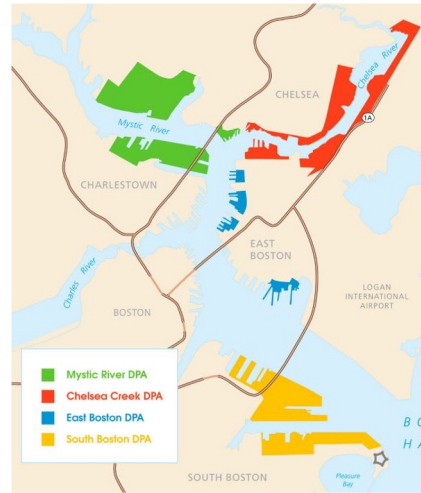 CHELSEA
Chelsea River
1A
Mystic River
CHARLESTOWN
EAST
BOSTON
Charles River
LOGAN
INTERNATIONAL
AIRPORT
BOSTON
Mystic River DPA
Chelsea Creek DPA
East Boston DPA
South Boston DPA
B O
H A
SOUTH BOSTON
Pleasure
Bay